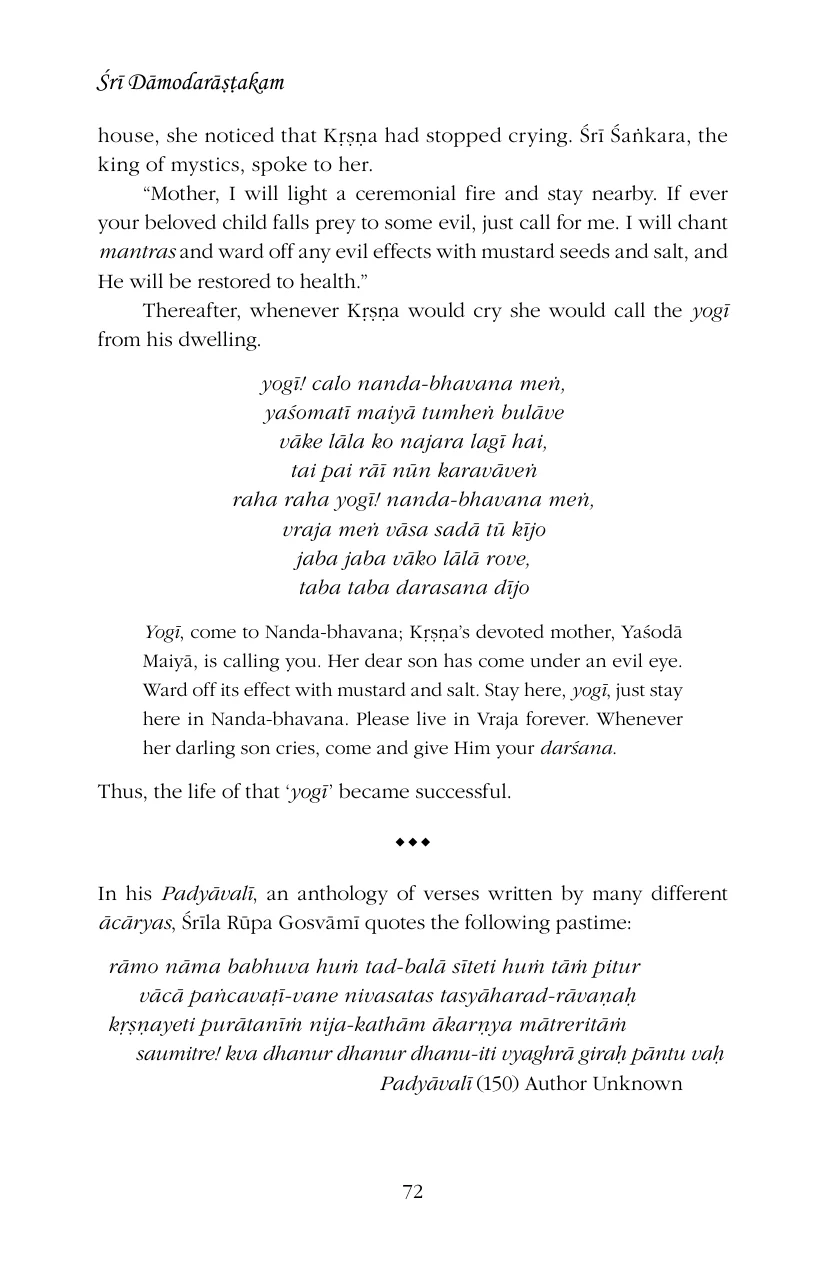 Śrī Dāmodarāṣṭakam
house, she noticed that Kṛṣṇa had stopped crying. Śrī Śaṅkara, the
king of mystics, spoke to her.
“Mother, I will light a ceremonial fire and stay nearby. If ever
your beloved child falls prey to some evil, just call for me. I will chant
mantras and ward off any evil effects with mustard seeds and salt, and
He will be restored to health.”
Thereafter, whenever Kṛṣṇa would cry she would call the yogī
from his dwelling.
yogī! calo nanda-bhavana meṅ,
yaśomatī maiyā tumheṅ bulāve
vāke lāla ko najara lagī hai,
tai pai rāī nūn karavāveṅ
raha raha yogī! nanda-bhavana meṅ,
vraja meṅ vāsa sadā tū kījo
jaba jaba vāko lālā rove,
taba taba darasana dījo
Yogī, come to Nanda-bhavana; Kṛṣṇa’s devoted mother, Yaśodā
Maiyā, is calling you. Her dear son has come under an evil eye.
Ward off its effect with mustard and salt. Stay here, yogī, just stay
here in Nanda-bhavana. Please live in Vraja forever. Whenever
her darling son cries, come and give Him your darśana.
Thus, the life of that ‘yogī’ became successful.
◆◆◆
In his Padyāvalī, an anthology of verses written by many different
ācāryas, Śrīla Rūpa Gosvāmī quotes the following pastime:
rāmo nāma babhuva huṁ tad-balā sīteti huṁ tāṁ pitur
vācā paṅcavaṭī-vane nivasatas tasyāharad-rāvaṇaḥ
kṛṣṇayeti purātanīṁ nija-kathām ākarṇya mātreritāṁ
saumitre! kva dhanur dhanur dhanu-iti vyaghrā giraḥ pāntu vaḥ
Padyāvalī (150) Author Unknown
72